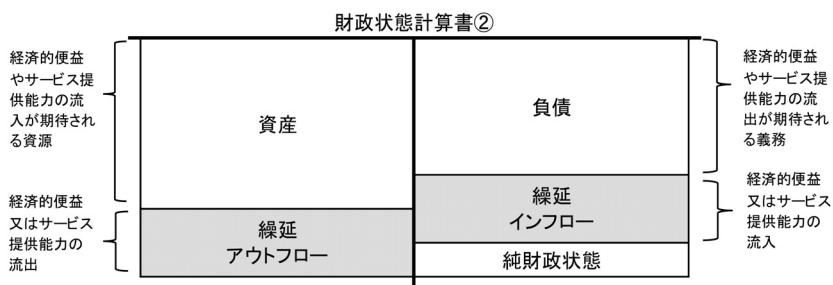 財政状態計算書②
経済的便益
やサービス提
供能力の流
入が期待され
る資源
資産
経済的便益
又はサービス
提供能力の
流出
繰延
アウトフロー
負債
経済的便益
やサービス提
供能力の流
出が期待され
る義務
繰延
インフロー
経済的便益
又はサービス
提供能力の
流入
純財政状態